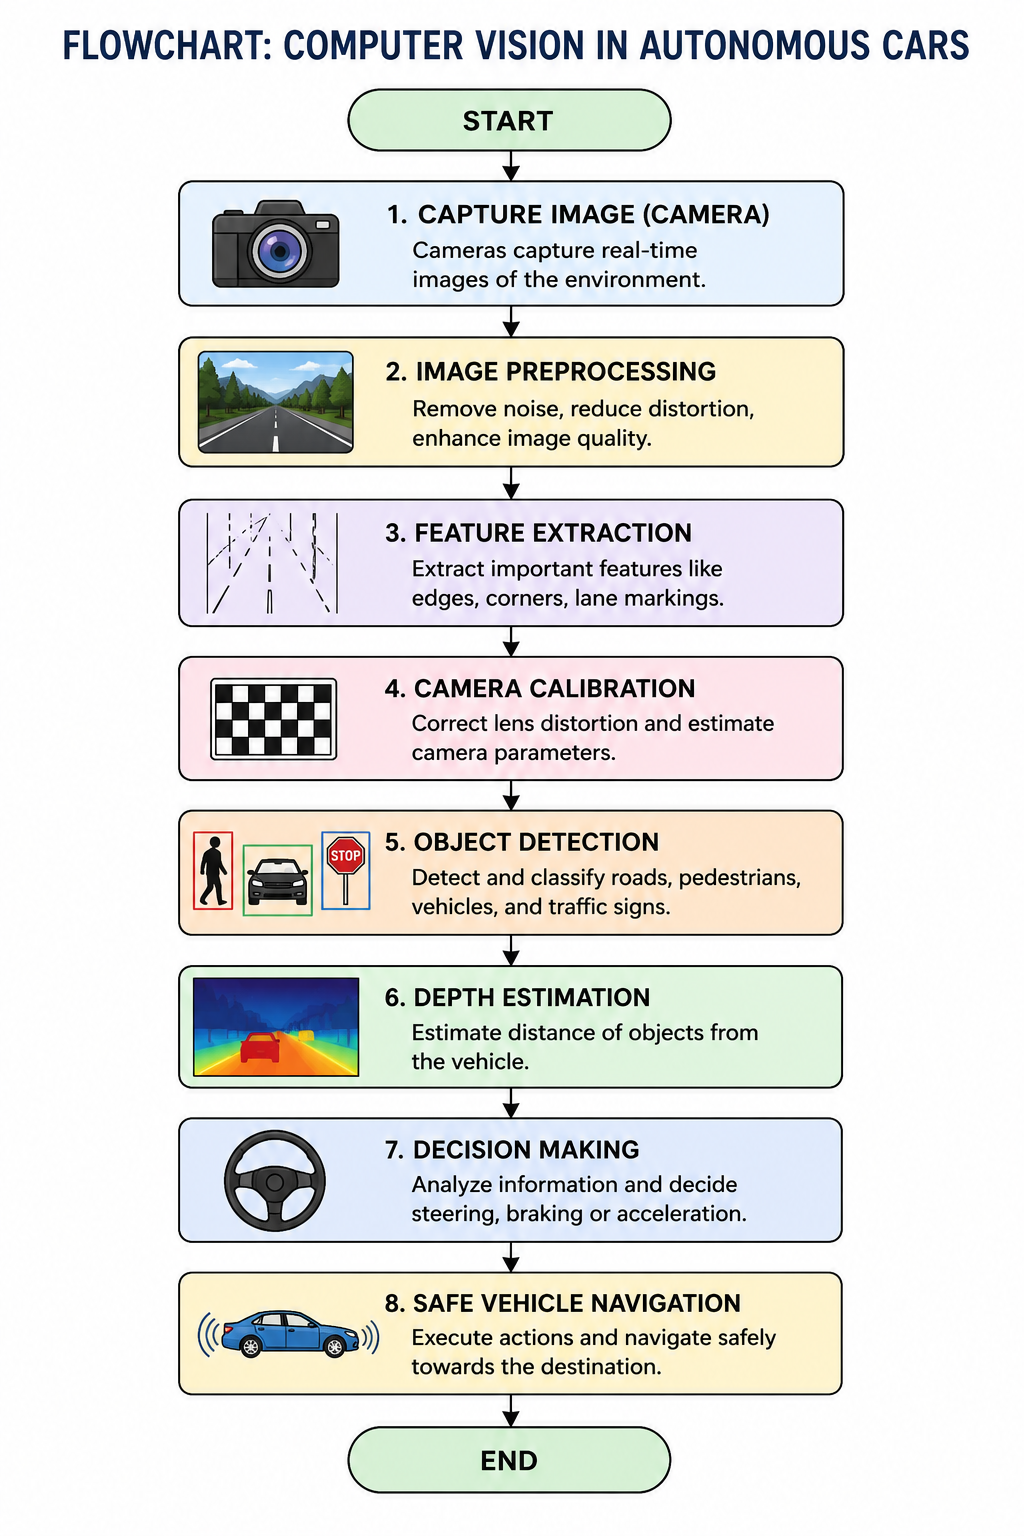 FLOWCHART: COMPUTER VISION IN AUTONOMOUS CARS
START
1. CAPTURE IMAGE (CAMERA)
Cameras capture real-time
images of the environment.
2. IMAGE PREPROCESSING
Remove noise, reduce distortion,
enhance image quality.
3. FEATURE EXTRACTION
Extract important features like
edges, corners, lane markings.
4. CAMERA CALIBRATION
Correct lens distortion and estimate
camera parameters.
STOP
5. OBJECT DETECTION
Detect and classify roads, pedestrians,
vehicles, and traffic signs.
6. DEPTH ESTIMATION
Estimate distance of objects from
the vehicle.
7. DECISION MAKING
Analyze information and decide
steering, braking or acceleration.
8. SAFE VEHICLE NAVIGATION
Execute actions and navigate safely
towards the destination.
END